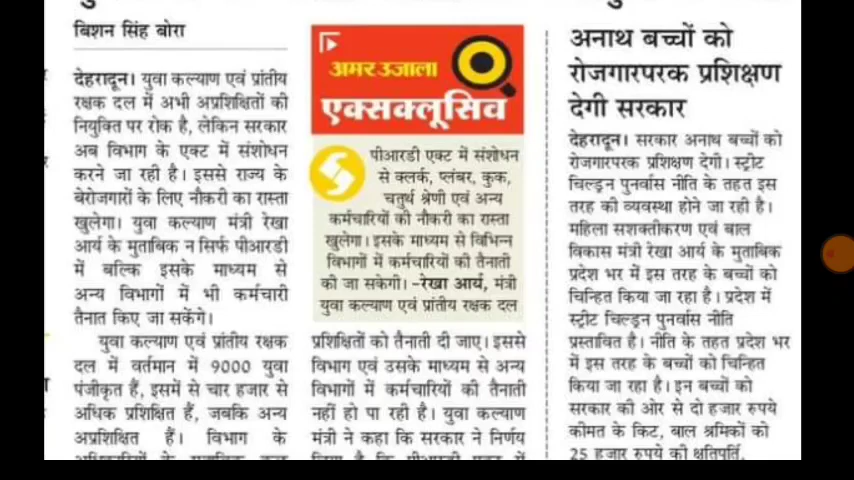 बिशन सिंह बोरा
देहरादून। युवा कल्याण एवं प्रांतीय
रक्षक दल में अभी अप्रशिक्षितों की
नियुक्ति पर रोक है, लेकिन सरकार
अब विभाग के एक्ट में संशोधन
करने जा रही है। इससे राज्य के
बेरोजगारों के लिए नौकरी का रास्ता
खुलेगा। युवा कल्याण मंत्री रेखा
आर्य के मुताबिक न सिर्फ पीआरडी
में बल्कि इसके माध्यम से
अन्य विभागों में भी कर्मचारी
तैनात किए जा सकेंगे।
युवा कल्याण एवं प्रांतीय रक्षक
दल में वर्तमान में 9000 युवा
पंजीकृत हैं, इसमें से चार हजार से
अधिक प्रशिक्षित हैं, जबकि अन्य
अप्रशिक्षित हैं। विभाग के
अमर उजाला
एक्सक्लूसिव
पीआरडी एक्ट में संशोधन
से क्लर्क, प्लंबर, कुक,
चतुर्थ श्रेणी एवं अन्य
कर्मचारियों की नौकरी का रास्ता
खुलेगा। इसके माध्यम से विभिन्न
विभागों में कर्मचारियों की तैनाती
की जा सकेगी। -रेखा आर्य, मंत्री
युवा कल्याण एवं प्रांतीय रक्षक दल
प्रशिक्षितों को तैनाती दी जाए। इससे
विभाग एवं उसके माध्यम से अन्य
विभागों में कर्मचारियों की तैनाती
नहीं हो पा रही है। युवा कल्याण
मंत्री ने कहा कि सरकार ने निर्णय
अनाथ बच्चों को
रोजगारपरक प्रशिक्षण
देगी सरकार
देहरादून। सरकार अनाथ बच्चों को
रोजगारपरक प्रशिक्षण देगी। स्ट्रीट
चिल्ड्रन पुनर्वास नीति के तहत इस
तरह की व्यवस्था होने जा रही है।
महिला सशक्तीकरण एवं बाल
विकास मंत्री रेखा आर्य के मुताबिक
प्रदेश भर में इस तरह के बच्चों को
चिन्हित किया जा रहा है। प्रदेश में
स्ट्रीट चिल्ड्रन पुनर्वास नीति
प्रस्तावित है। नीति के तहत प्रदेश भर
में इस तरह के बच्चों को चिन्हित
किया जा रहा है। इन बच्चों को
सरकार की ओर से दो हजार रुपये
कीमत के किट, बाल श्रमिकों को
25 हजार रुपये की क्षतिपूर्ति,